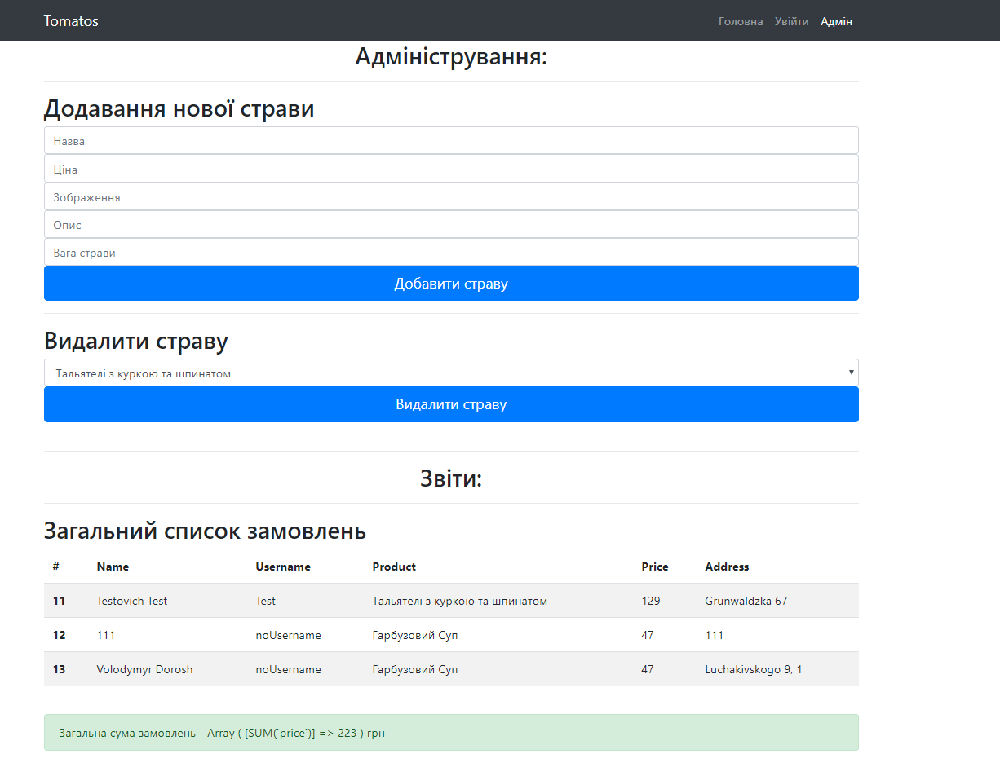 Tomatos Головна Увійти Адмін
Адміністрування:
Додавання нової страви
Назва
Ціна
Зображення
Опис
Вага страви
Добавити страву
Видалити страву
Тальятелі з куркою та шпинатом
Видалити страву
Звіти:
Загальний список замовлень
# Name Username Product Price Address
11 Testovich Test Test Тальятелі з куркою та шпинатом 129 Grunwaldzka 67
12 111 noUsername Гарбузовий Суп 47 111
13 Volodymyr Dorosh noUsername Гарбузовий Суп 47 Luchakivskogo 9, 1
Загальна сума замовлень - Array ( [SUM(`price`)] => 223 ) грн